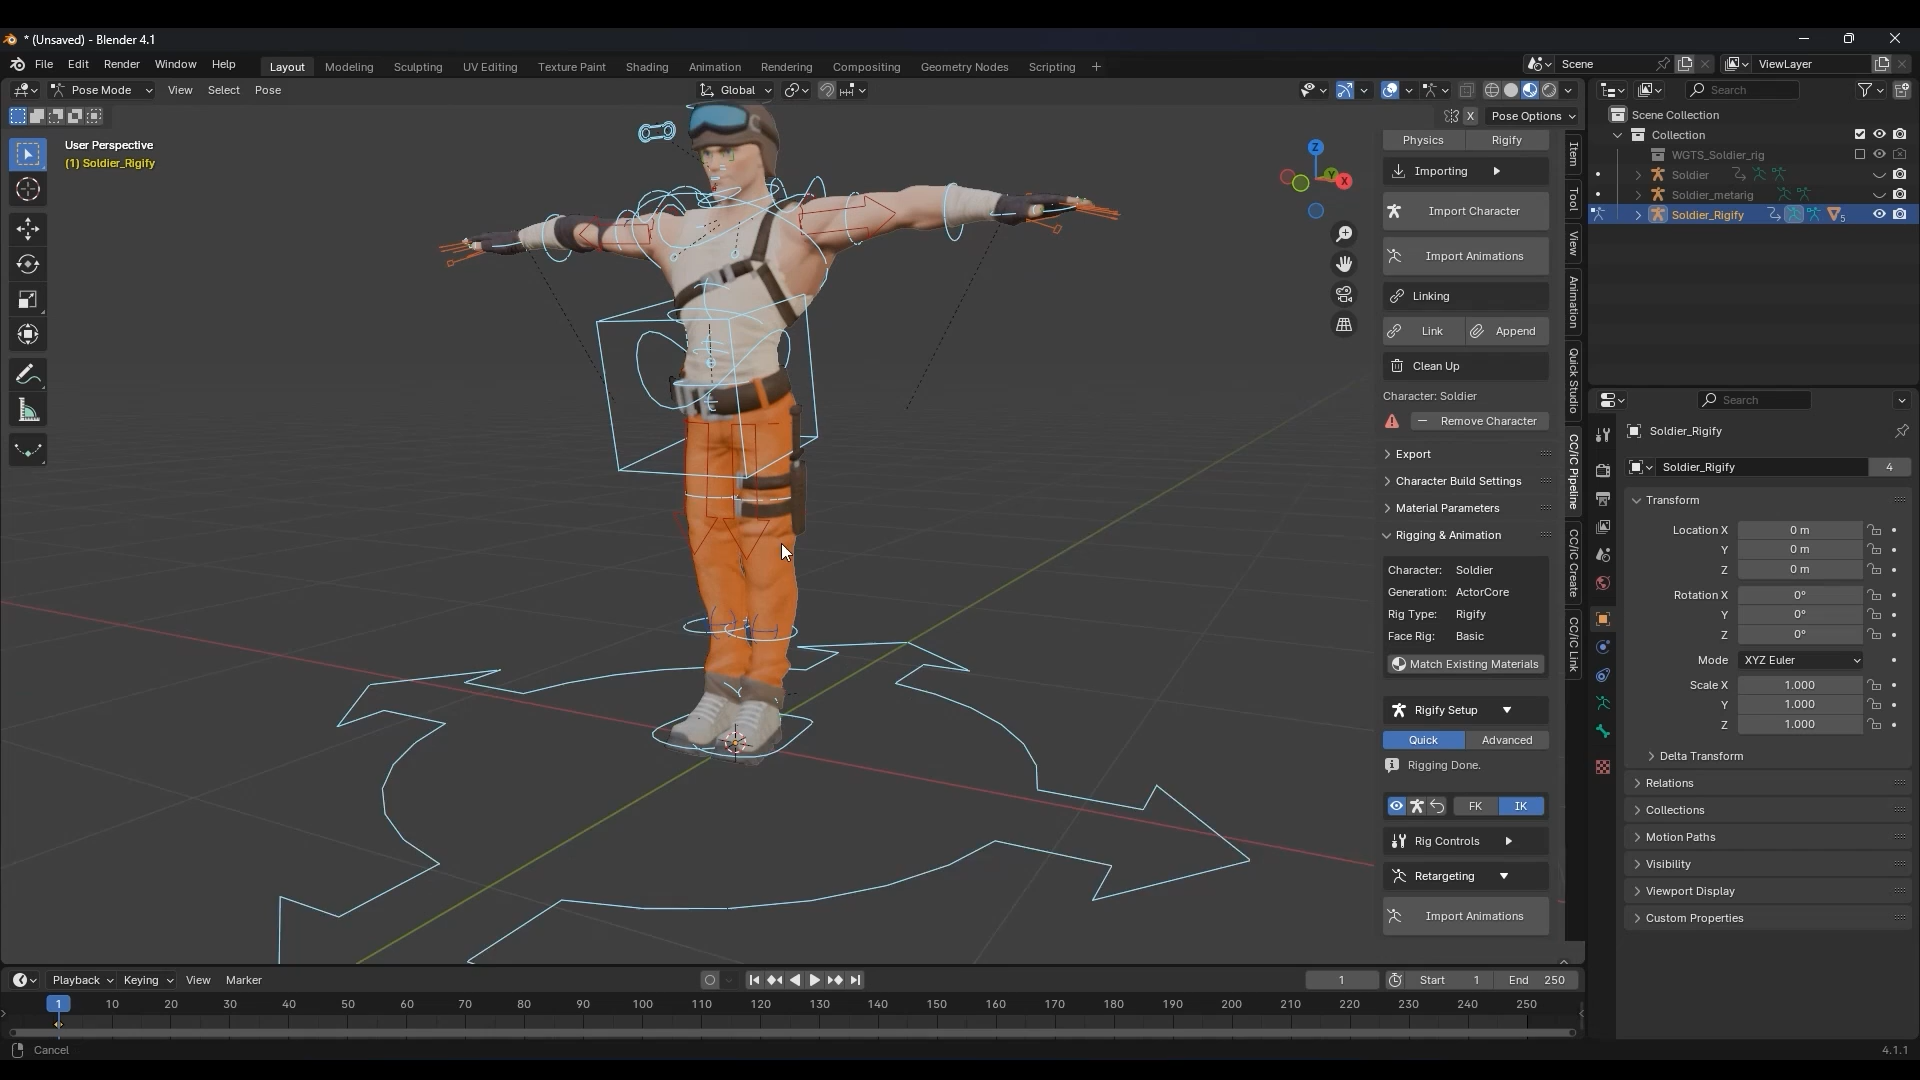 * (Unsaved) - Blender 4.1
File Edit Render Window Help Layout Modeling Sculpting UV Editing Texture Paint Shading Animation Rendering Compositing Geometry Nodes Scripting + Scene ViewLayer
Pose Mode View Select Pose Global Search
X Pose Options
User Perspective
(1) Soldier_Rigify
Z
Y
X
Physics Rigify
Importing
Import Character
Import Animations
Linking
Link Append
Clean Up
Character: Soldier
Remove Character
Export
Character Build Settings
Material Parameters
Rigging & Animation
Character: Soldier
Generation: ActorCore
Rig Type: Rigify
Face Rig: Basic
Match Existing Materials
Rigify Setup
Quick Advanced
Rigging Done.
FK IK
Rig Controls
Retargeting
Import Animations
Item
Tool
View
Animation
Quick Studio
CC/iC Pipeline
CC/iC Create
CC/iC Link
Scene Collection
Collection
WGTS_Soldier_rig
Soldier
Soldier_metarig
Soldier_Rigify 5
Search
Soldier_Rigify
Soldier_Rigify 4
Transform
Location X 0 m
Y 0 m
Z 0 m
Rotation X 0°
Y 0°
Z 0°
Mode XYZ Euler
Scale X 1.000
Y 1.000
Z 1.000
Delta Transform
Relations
Collections
Motion Paths
Visibility
Viewport Display
Custom Properties
Playback Keying View Marker 1 Start 1 End 250
1 10 20 30 40 50 60 70 80 90 100 110 120 130 140 150 160 170 180 190 200 210 220 230 240 250
Cancel 4.1.1